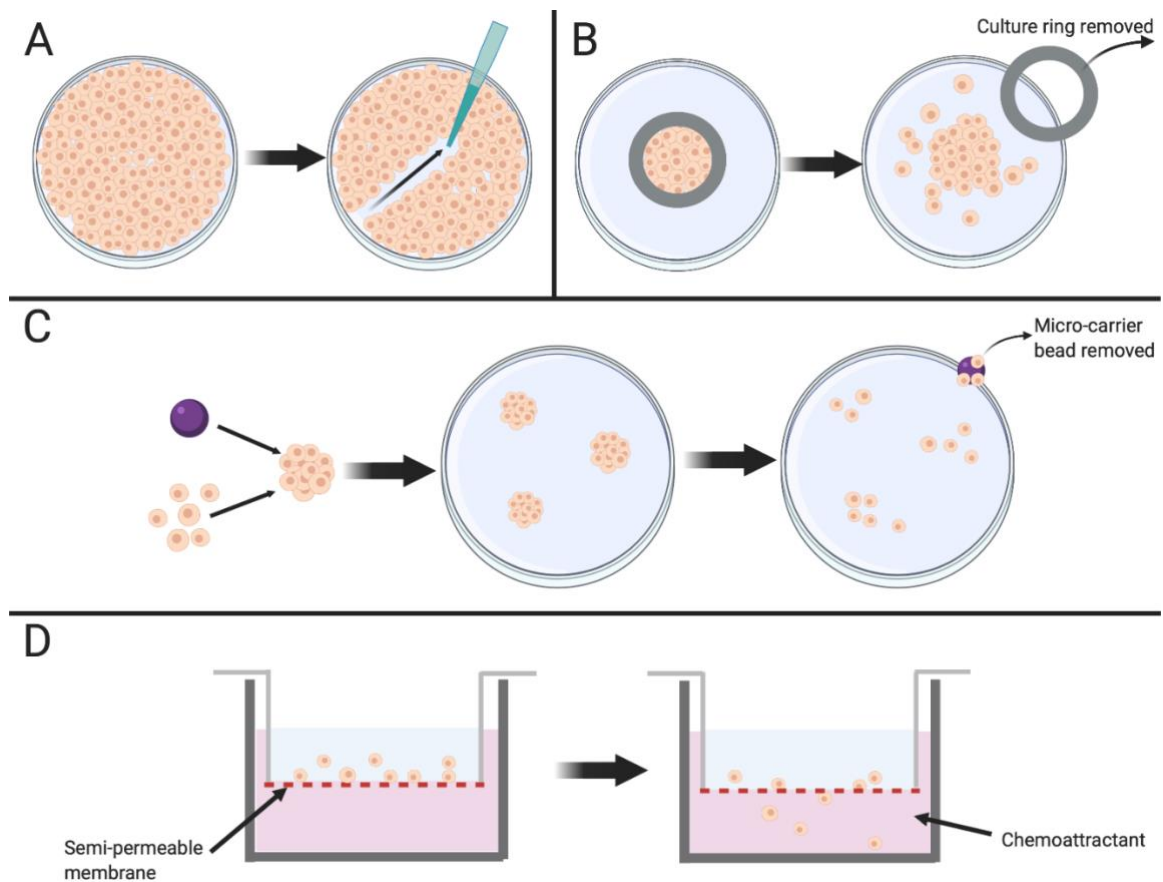 A
B
Culture ring removed
C
Micro-carrier
bead removed
D
Semi-permeable
membrane
Chemoattractant